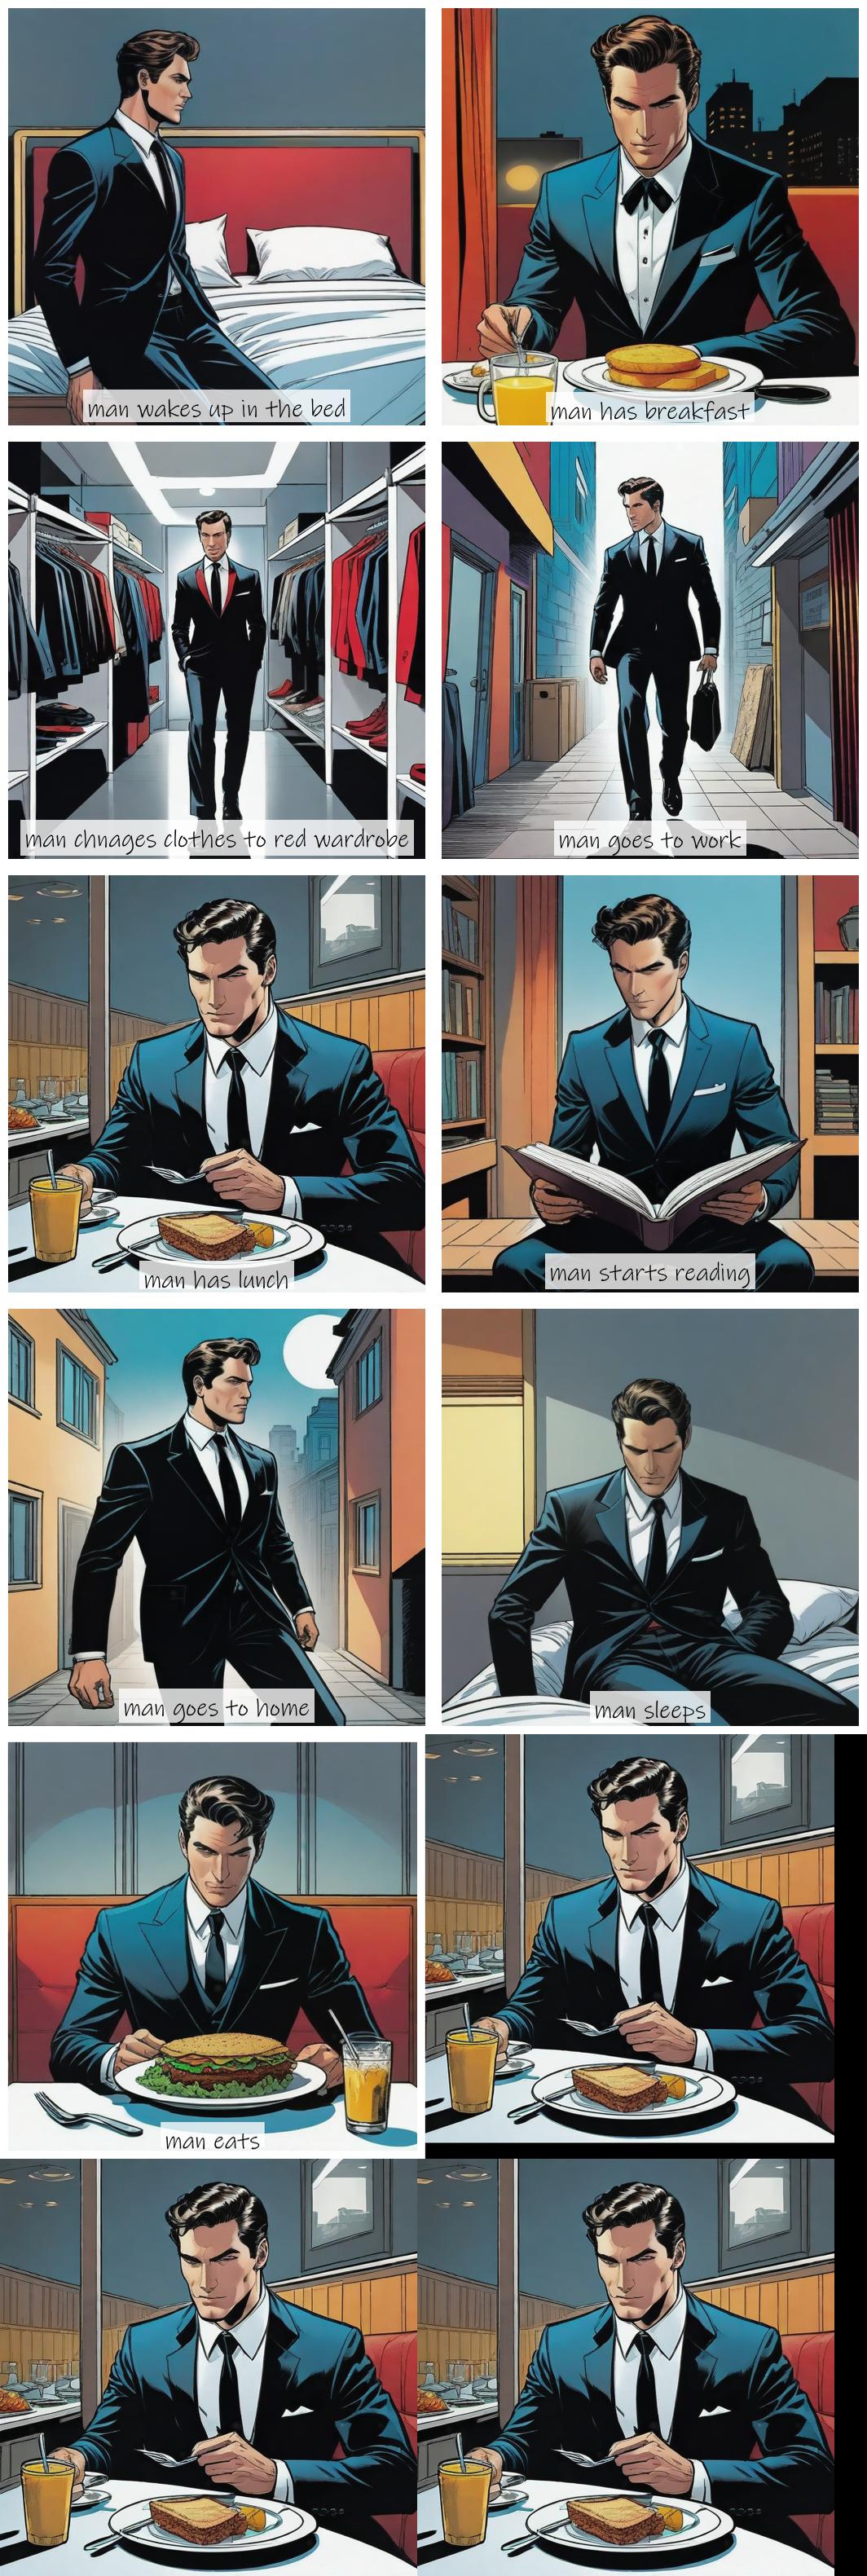 man wakes up in the bed
man has breakfast
man chnages clothes to red wardrobe
man goes to work
man has lunch
man starts reading
man goes to home
man sleeps
man eats